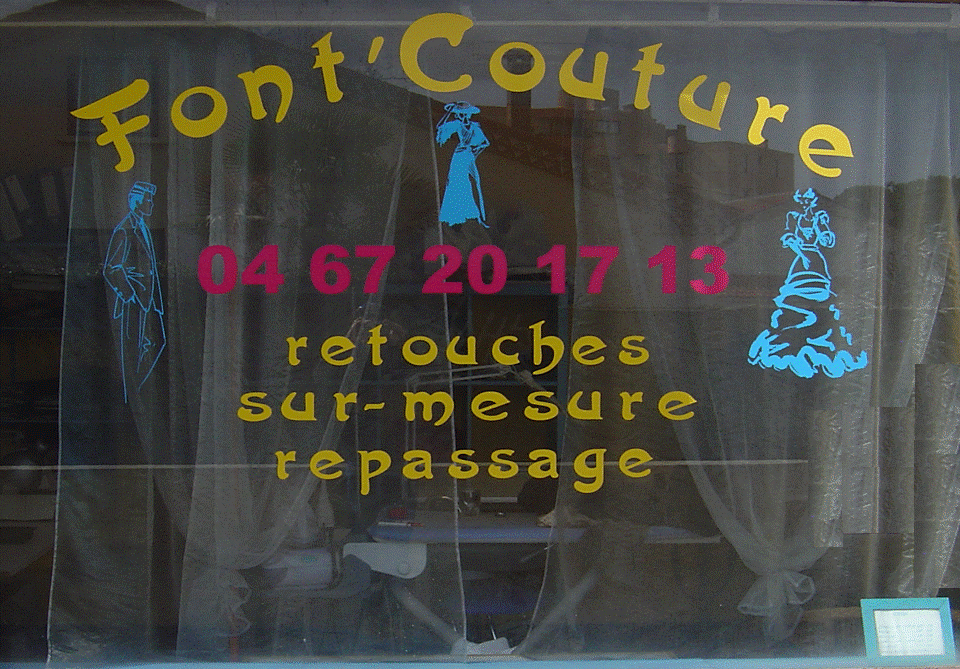 Font'Couture
04 67 20 17 13
retouches
sur-mesure
repassage